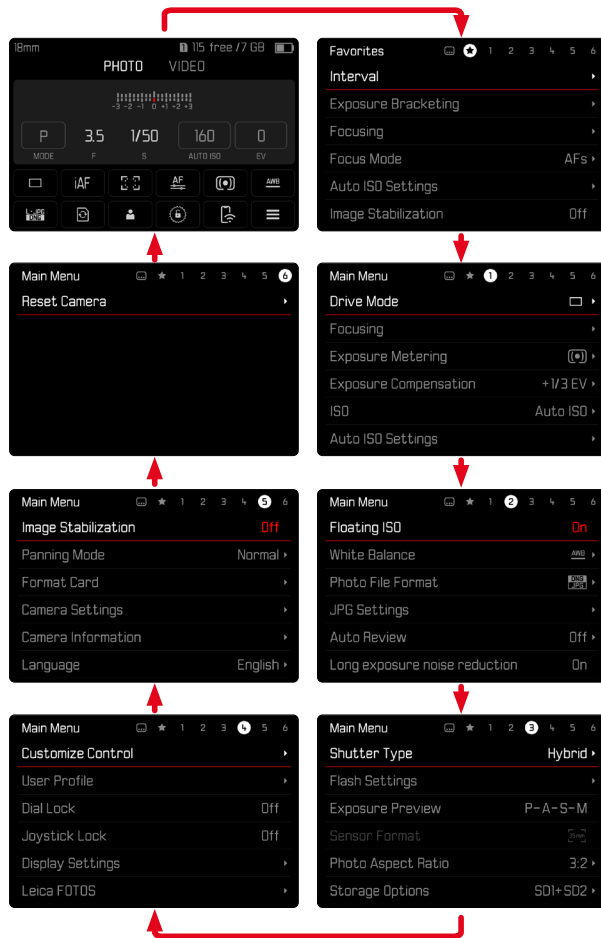 18mm 115 free /7 GB
PHOTO VIDEO
-3 -2 -1 0 +1 +2 +3
P 3.5 1/50 160 0
MODE F S AUTO ISO EV
iAF AF AWB
L-JPG
DNG
Favorites 1 2 3 4 5 6
Interval
Exposure Bracketing
Focusing
Focus Mode AFs
Auto ISO Settings
Image Stabilization Off
Main Menu 1 2 3 4 5 6
Drive Mode
Focusing
Exposure Metering
Exposure Compensation +1/3 EV
ISO Auto ISO
Auto ISO Settings
Main Menu 1 2 3 4 5 6
Floating ISO On
White Balance AWB
Photo File Format DNG JPG
JPG Settings
Auto Review Off
Long exposure noise reduction On
Main Menu 1 2 3 4 5 6
Shutter Type Hybrid
Flash Settings
Exposure Preview P-A-S-M
Sensor Format 35mm
Photo Aspect Ratio 3:2
Storage Options SD1+SD2
Main Menu 1 2 3 4 5 6
Customize Control
User Profile
Dial Lock Off
Joystick Lock Off
Display Settings
Leica FOTOS
Main Menu 1 2 3 4 5 6
Image Stabilization Off
Panning Mode Normal
Format Card
Camera Settings
Camera Information
Language English
Main Menu 1 2 3 4 5 6
Reset Camera